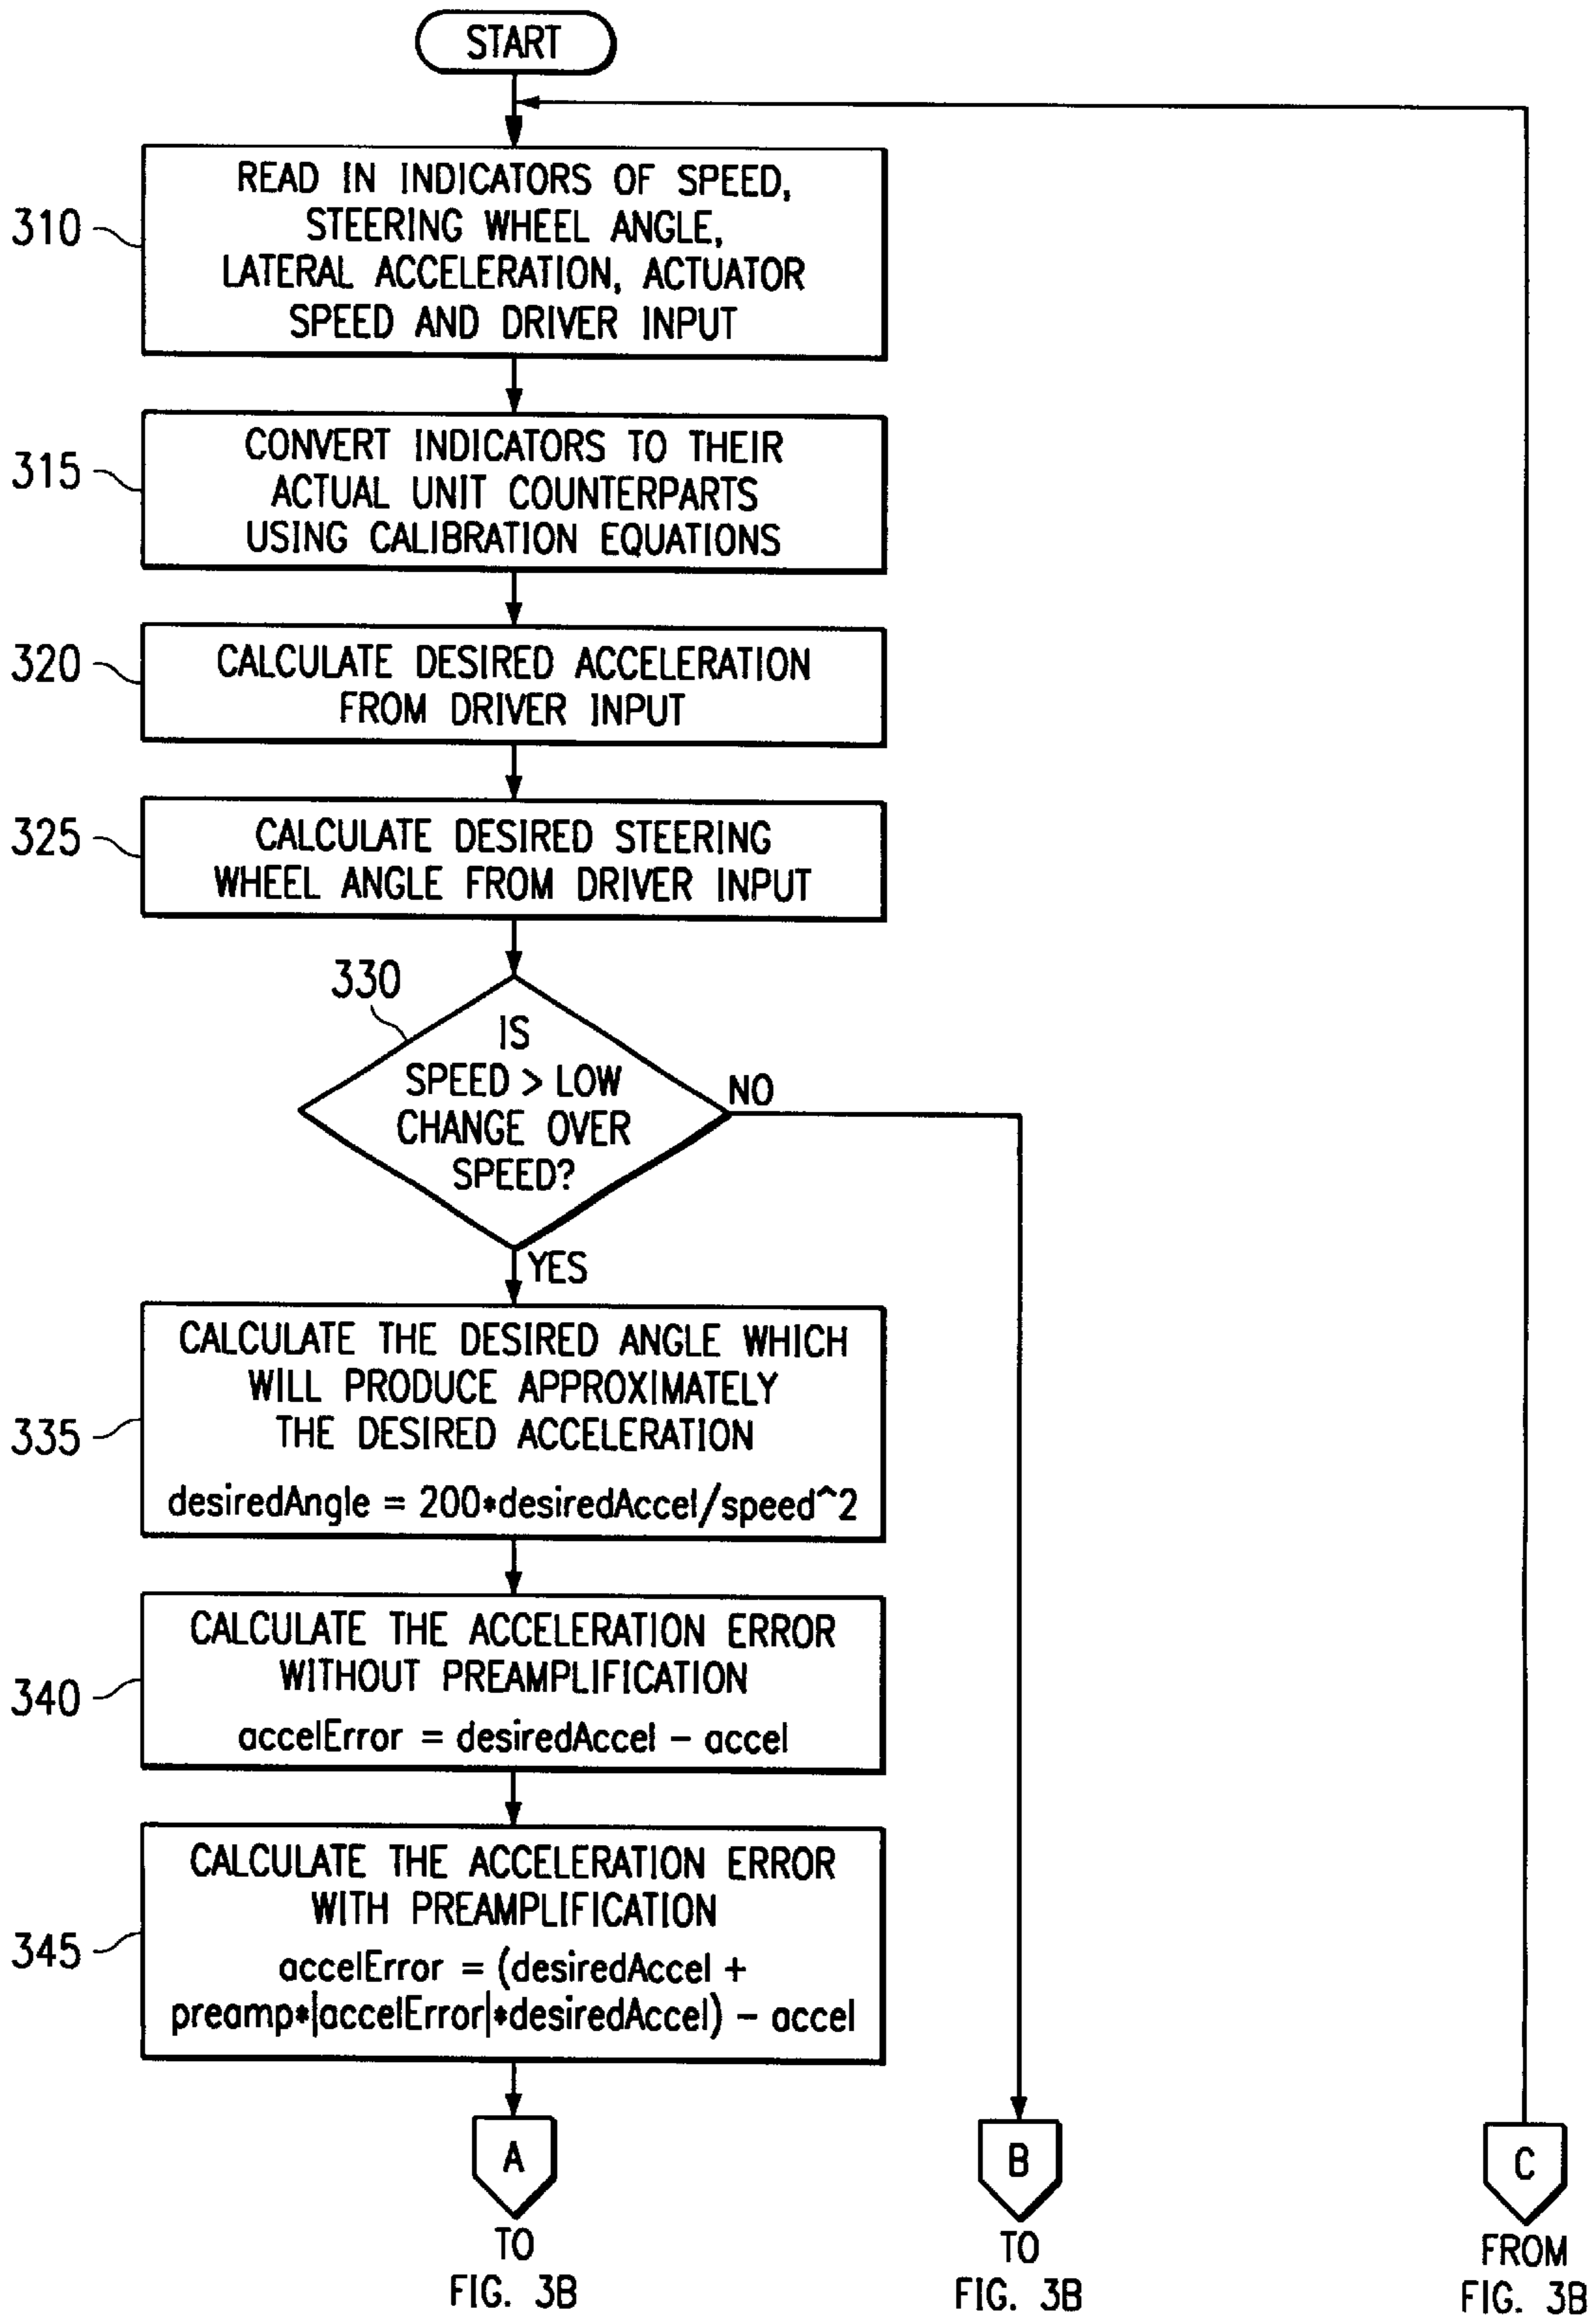 START
310
READ IN INDICATORS OF SPEED,
STEERING WHEEL ANGLE,
LATERAL ACCELERATION, ACTUATOR
SPEED AND DRIVER INPUT
315
CONVERT INDICATORS TO THEIR
ACTUAL UNIT COUNTERPARTS
USING CALIBRATION EQUATIONS
320
CALCULATE DESIRED ACCELERATION
FROM DRIVER INPUT
325
CALCULATE DESIRED STEERING
WHEEL ANGLE FROM DRIVER INPUT
330
IS
SPEED > LOW
CHANGE OVER
SPEED?
NO
YES
335
CALCULATE THE DESIRED ANGLE WHICH
WILL PRODUCE APPROXIMATELY
THE DESIRED ACCELERATION
desiredAngle = 200*desiredAccel/speed^2
340
CALCULATE THE ACCELERATION ERROR
WITHOUT PREAMPLIFICATION
accelError = desiredAccel - accel
345
CALCULATE THE ACCELERATION ERROR
WITH PREAMPLIFICATION
accelError = (desiredAccel +
preamp*|accelError|*desiredAccel) - accel
A
TO
FIG. 3B
B
TO
FIG. 3B
C
FROM
FIG. 3B